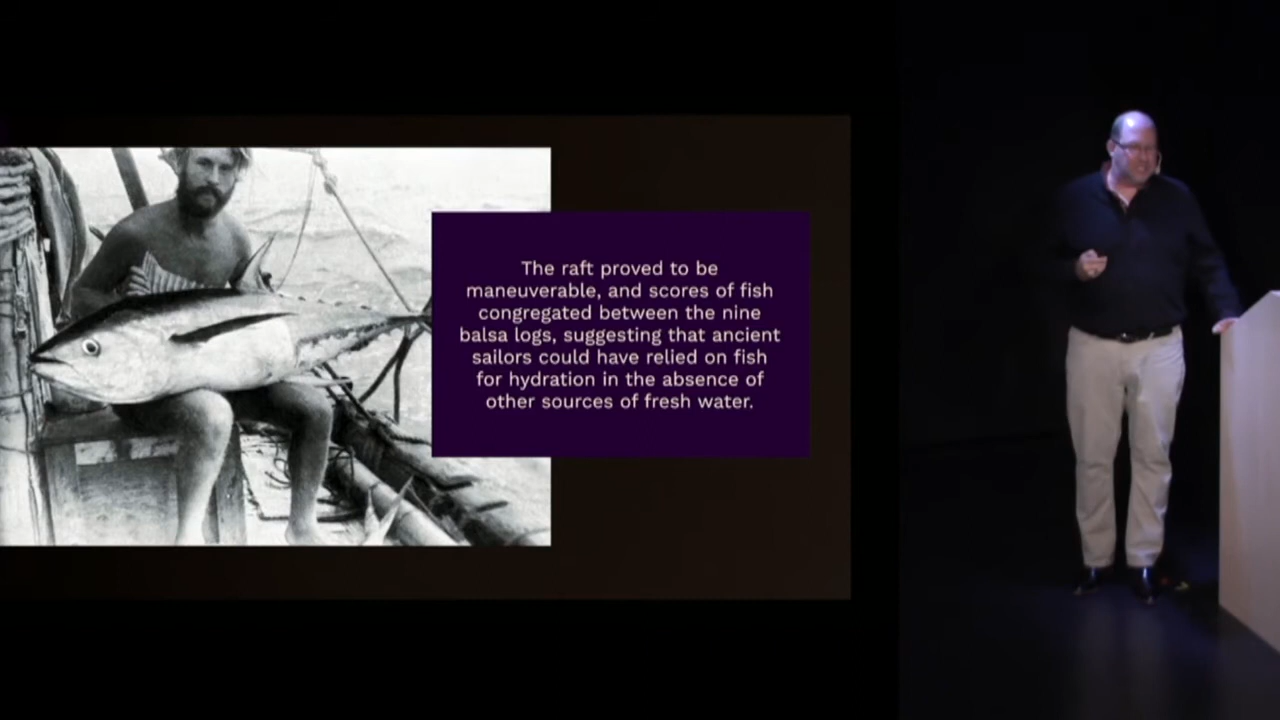 The raft proved to be
maneuverable, and scores of fish
congregated between the nine
balsa logs, suggesting that ancient
sailors could have relied on fish
for hydration in the absence of
other sources of fresh water.